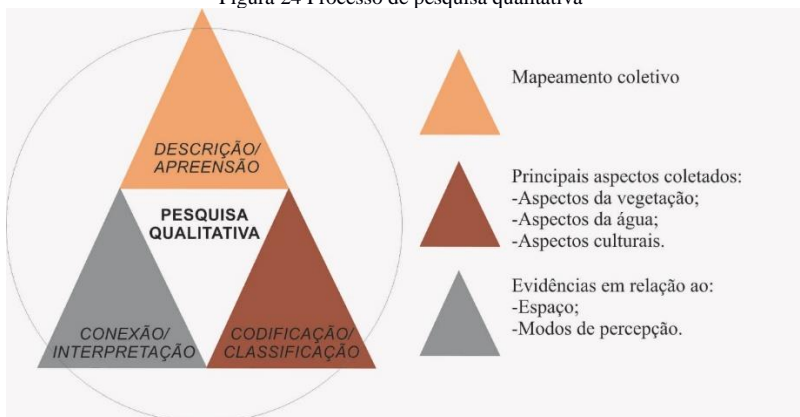 Figura 24 Processo de pesquisa qualitativa
DESCRIÇÃO/
APREENSÃO
PESQUISA
QUALITATIVA
CONEXÃO/
INTERPRETAÇÃO
CODIFICAÇÃO/
CLASSIFICAÇÃO
Mapeamento coletivo
Principais aspectos coletados:
-Aspectos da vegetação;
-Aspectos da água;
-Aspectos culturais.
Evidências em relação ao:
-Espaço;
-Modos de percepção.